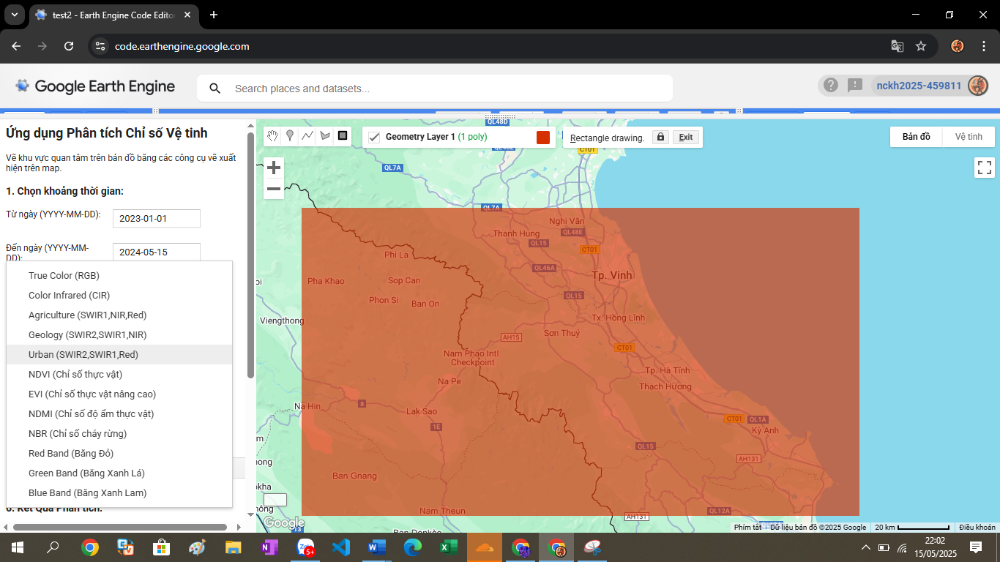 test2 - Earth Engine Code Edito
code.earthengine.google.com
Google Earth Engine
Search places and datasets...
nckh2025-459811
Ứng dụng Phân tích Chỉ số Vệ tinh
Vẽ khu vực quan tâm trên bản đồ bằng các công cụ vẽ xuất
hiện trên map.
1. Chọn khoảng thời gian:
Từ ngày (YYYY-MM-DD):
2023-01-01
Đến ngày (YYYY-MM-
DD):
2024-05-15
True Color (RGB)
Color Infrared (CIR)
Agriculture (SWIR1,NIR,Red)
Geology (SWIR2,SWIR1,NIR)
Urban (SWIR2,SWIR1,Red)
NDVI (Chỉ số thực vật)
EVI (Chỉ số thực vật nâng cao)
NDMI (Chỉ số độ ẩm thực vật)
NBR (Chỉ số cháy rừng)
Red Band (Băng Đỏ)
Green Band (Băng Xanh Lá)
Blue Band (Băng Xanh Lam)
6. Kết Quả Phân tích:
Geometry Layer 1 (1 poly)
Rectangle drawing.
Exit
Bản đồ
Vệ tinh
QL48D
QL48E
CT01
QL7A
QL7A
Nghi Văn
Thanh Hưng
QL48E
QL15
CT01
Phi La
QL46A
Tp. Vinh
Pha Khao
Sop Can
Phon Si
Ban On
QL15
Viengthong
Tx. Hồng Lĩnh
Sơn Thuỷ
AH15
CT01
Nam Phao Intl.
Checkpoint
Tp. Hà Tĩnh
Na Pe
Thạch Hương
8
Na Hin
Lak Sao
CT01
QL1A
1E
Kỳ Anh
QL15
AH131
Ban Gnang
Nam Theun
QL12A
AH131
13
Ban Donkèo
Google
Phím tắt
Dữ liệu bản đồ ©2025 Google
20 km
Điều khoản
5+
22:02
15/05/2025